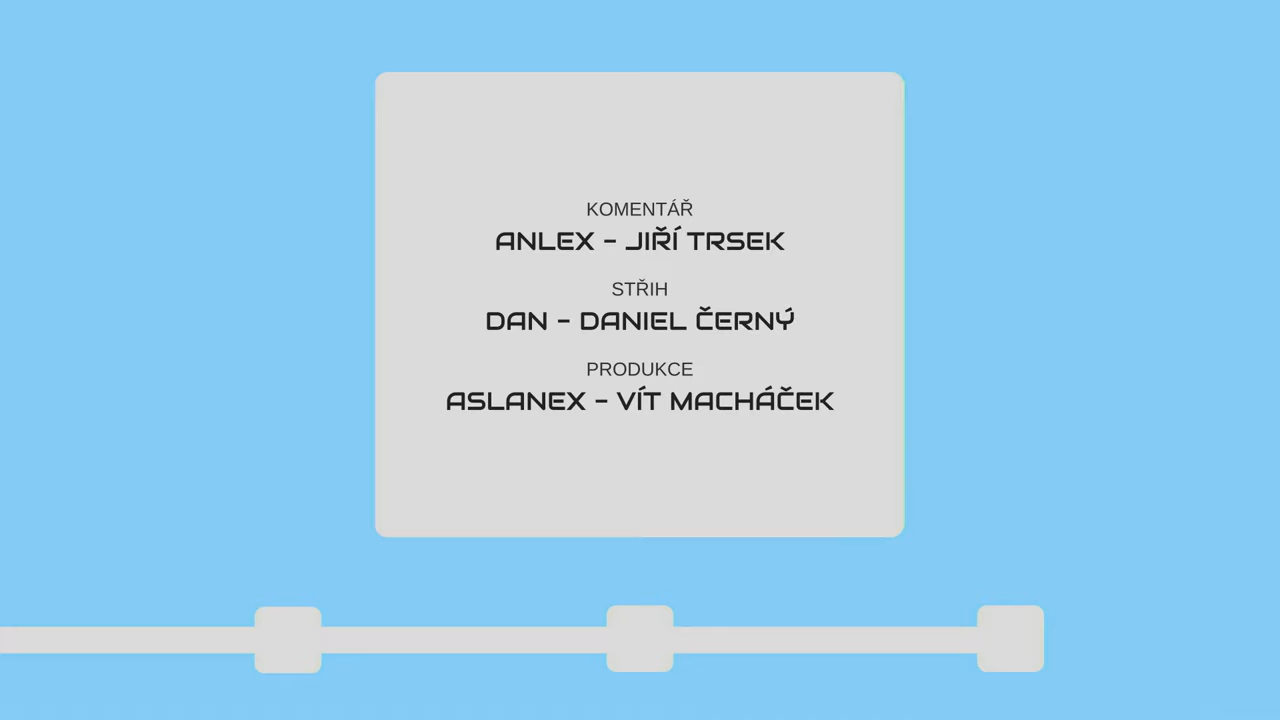 KOMENTÁŘ
ANLEX – JIŘÍ TRSEK
STŘIH
DAN – DANIEL ČERNÝ
PRODUKCE
ASLANEX – VÍT MACHÁČEK